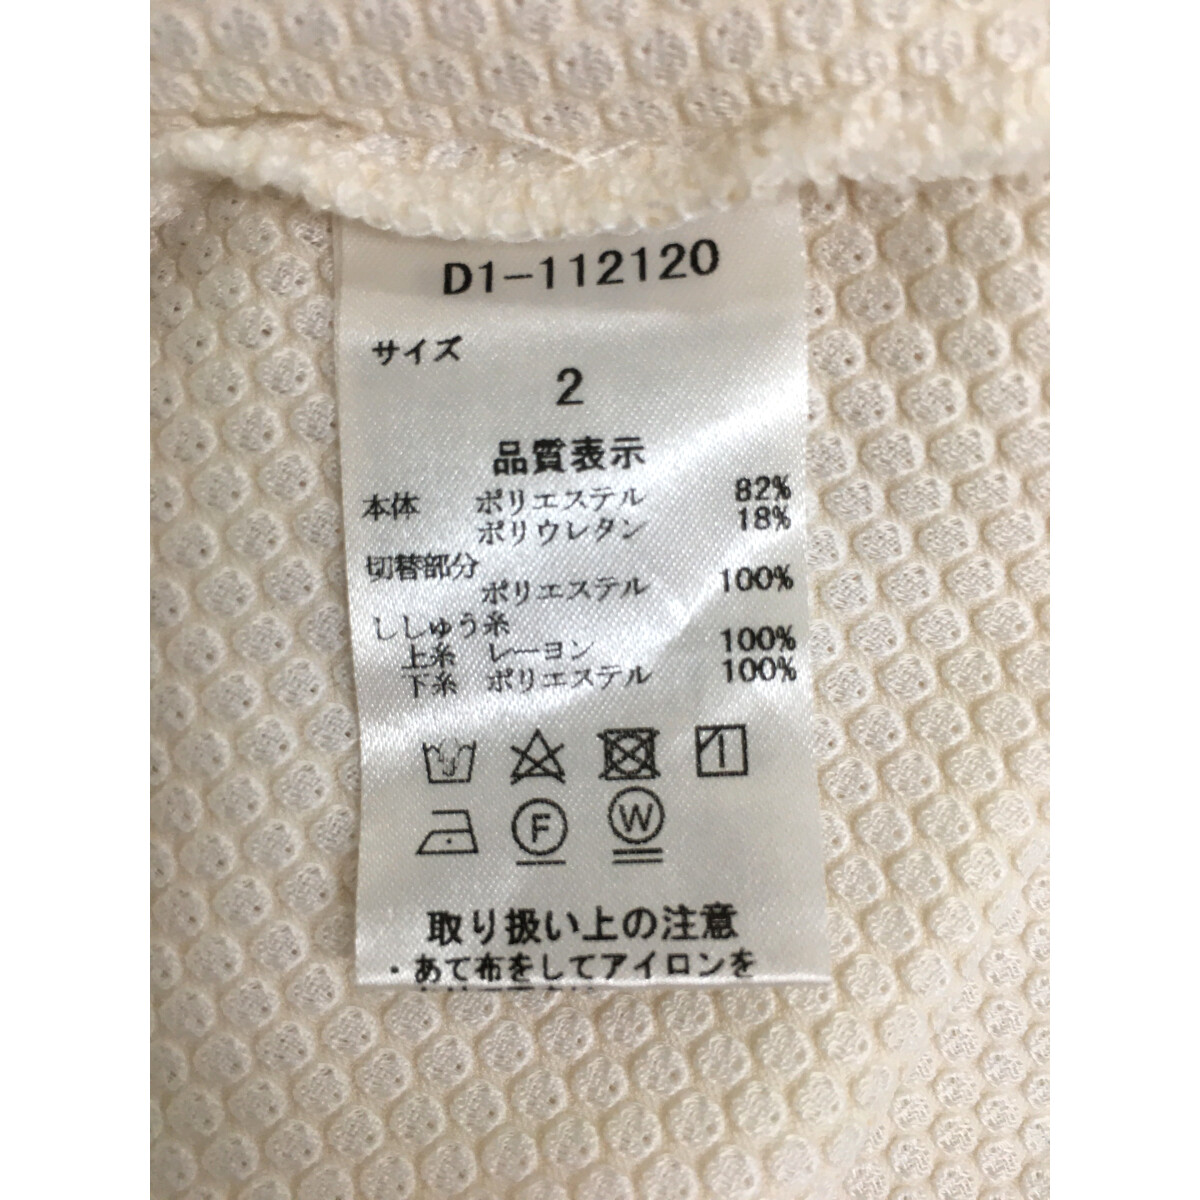 D1-112120
サイズ
2
品質表示
本体 ポリエステル 82%
ポリウレタン 18%
切替部分
ポリエステル 100%
ししゅう糸
上糸 レーヨン 100%
下糸 ポリエステル 100%
F W
取り扱い上の注意
・あて布をしてアイロンを